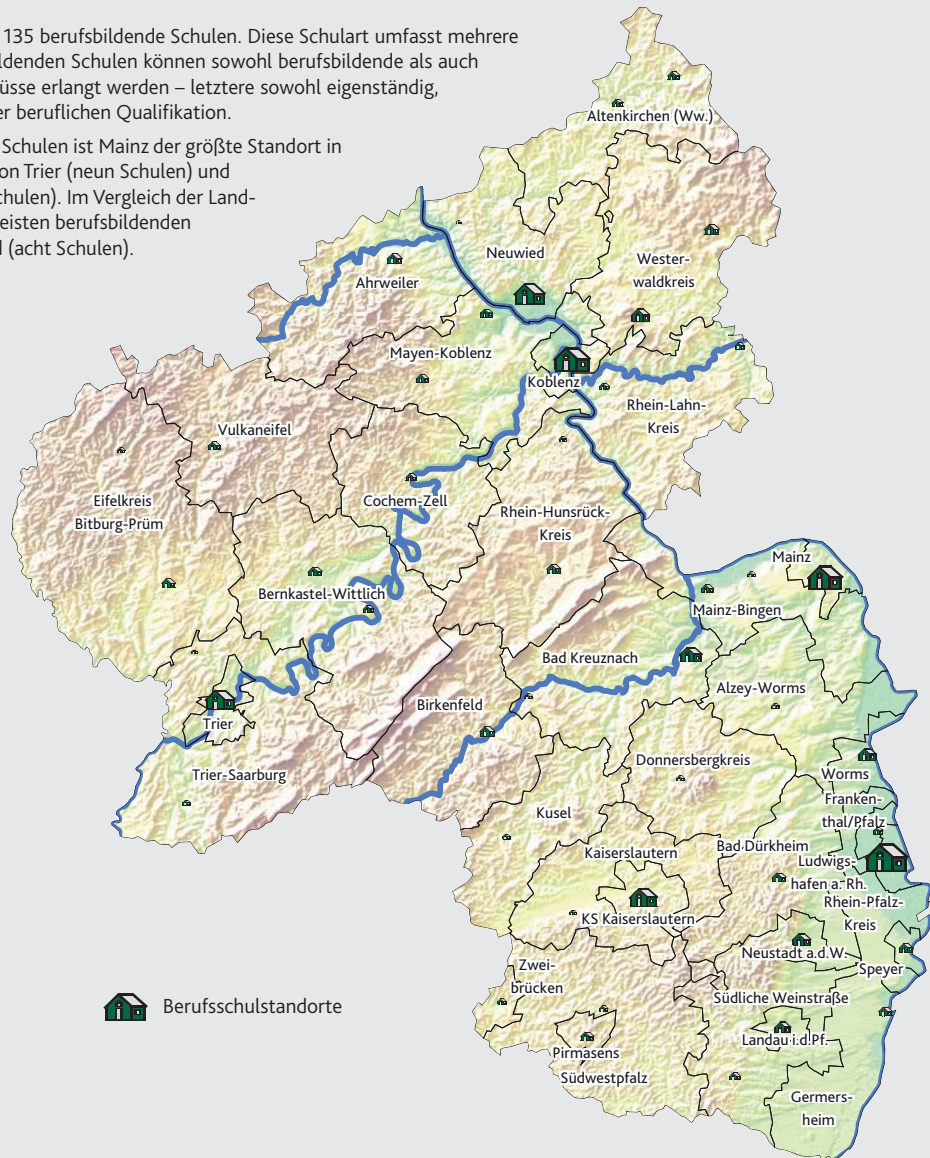 135 berufsbildende Schulen. Diese Schulart umfasst mehrere
ldenden Schulen können sowohl berufsbildende als auch
üsse erlangt werden – letztere sowohl eigenständig,
er beruflichen Qualifikation.
Schulen ist Mainz der größte Standort in
on Trier (neun Schulen) und
chulen). Im Vergleich der Land-
eisten berufsbildenden
d (acht Schulen).
Altenkirchen (Ww.)
Neuwied
Wester-
waldkreis
Ahrweiler
Mayen-Koblenz
Koblenz
Rhein-Lahn-
Kreis
Vulkaneifel
Eifelkreis
Bitburg-Prüm
Cochem-Zell
Rhein-Hunsrück-
Kreis
Mainz
Bernkastel-Wittlich
Mainz-Bingen
Bad Kreuznach
Alzey-Worms
Birkenfeld
Trier
Trier-Saarburg
Donnersbergkreis
Worms
Franken-
thal/Pfalz
Kusel
Kaiserslautern
Bad Dürkheim
Ludwigs-
hafen a. Rh.
Rhein-Pfalz-
Kreis
KS Kaiserslautern
Neustadt a.d.W.
Speyer
Zwei-
brücken
Südliche Weinstraße
Landau i.d.Pf.
Pirmasens
Südwestpfalz
Germers-
heim
Berufsschulstandorte